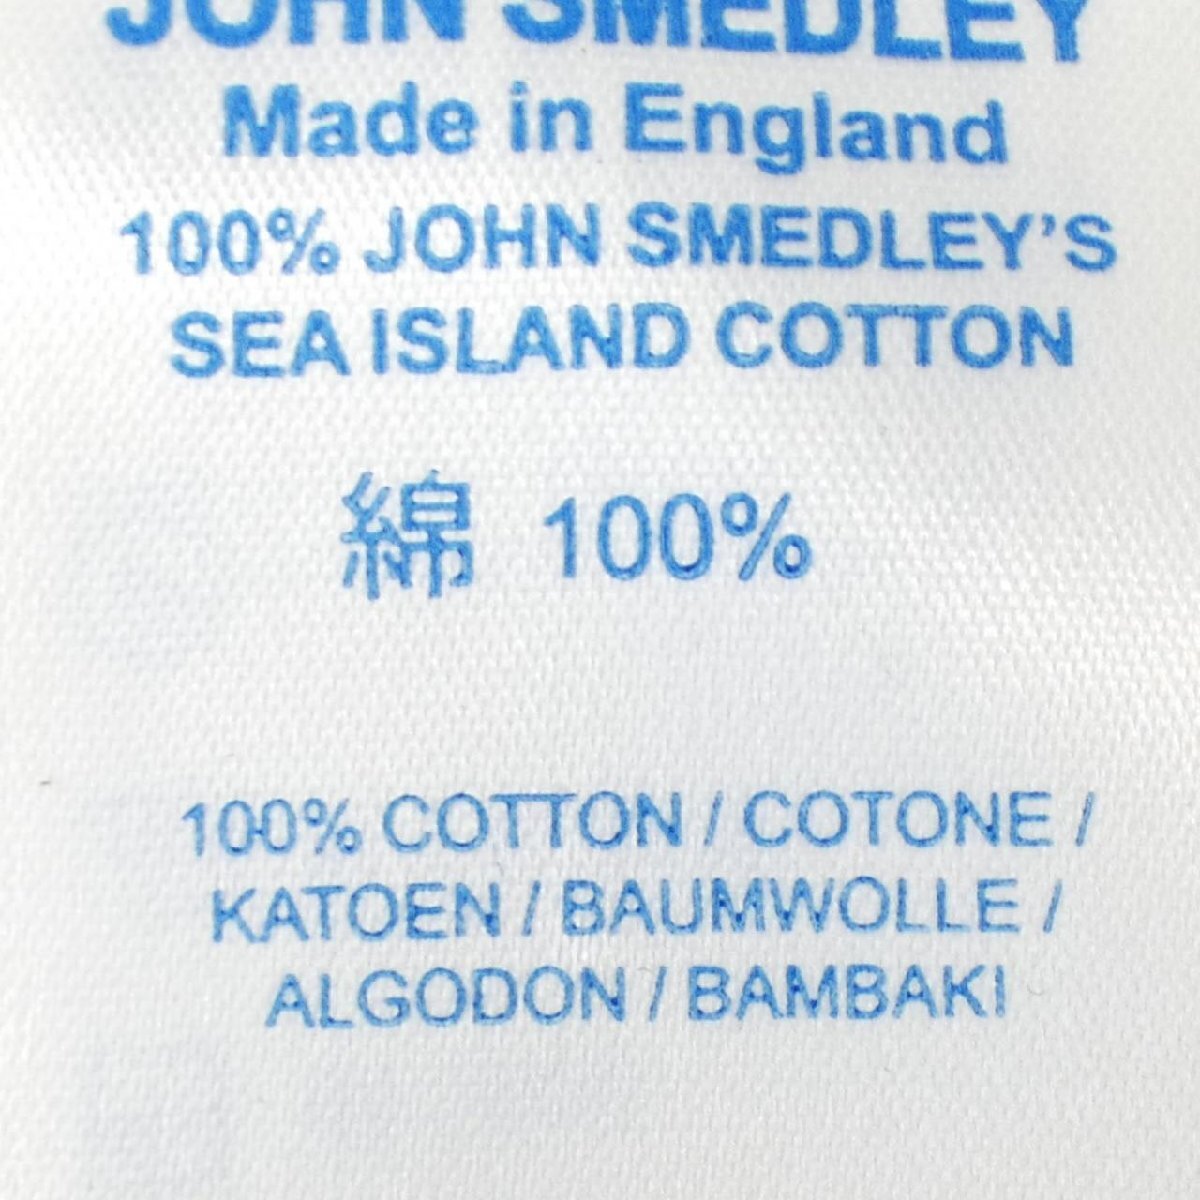 JOHN SMEDLEY
Made in England
100% JOHN SMEDLEY’S
SEA ISLAND COTTON
綿 100%
100% COTTON / COTONE /
KATOEN / BAUMWOLLE /
ALGODON / BAMBAKI